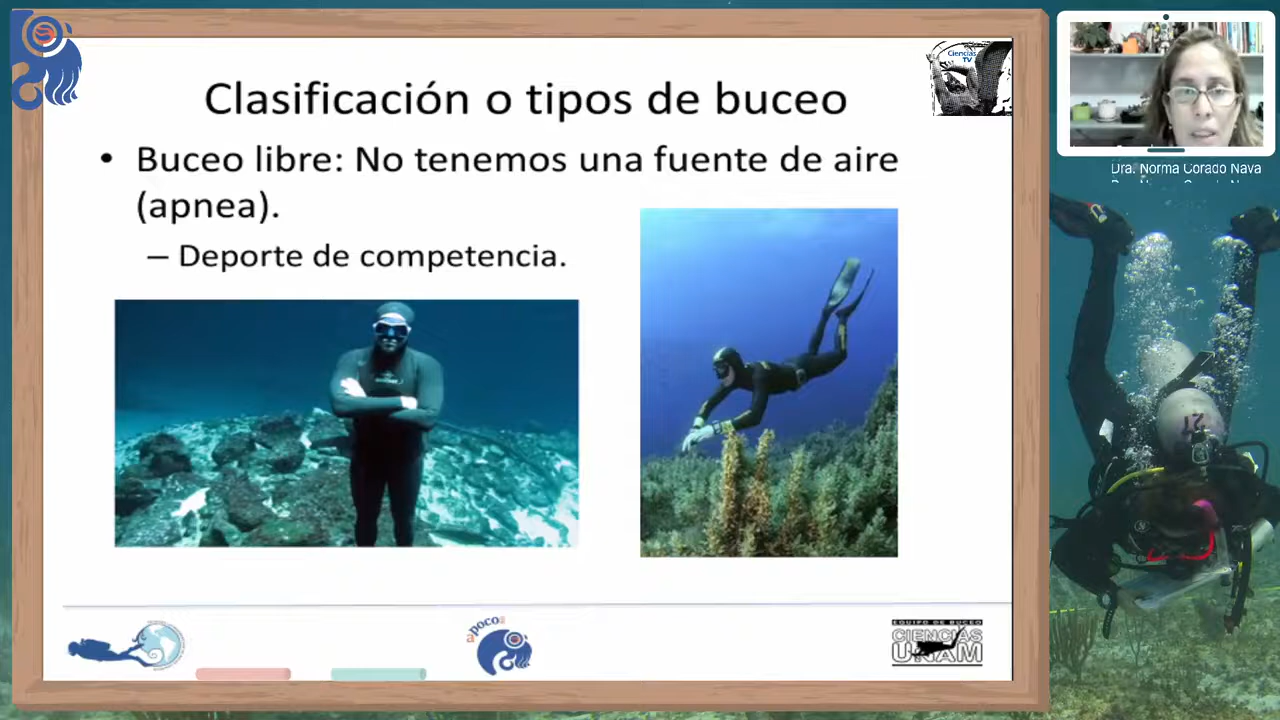 Clasificación o tipos de buceo
• Buceo libre: No tenemos una fuente de aire
(apnea).
– Deporte de competencia.
Ciencias
TV
Dra. Norma Corado Nava
apoco
EQUIPO DE BUCEO
CIENCIAS
UNAM